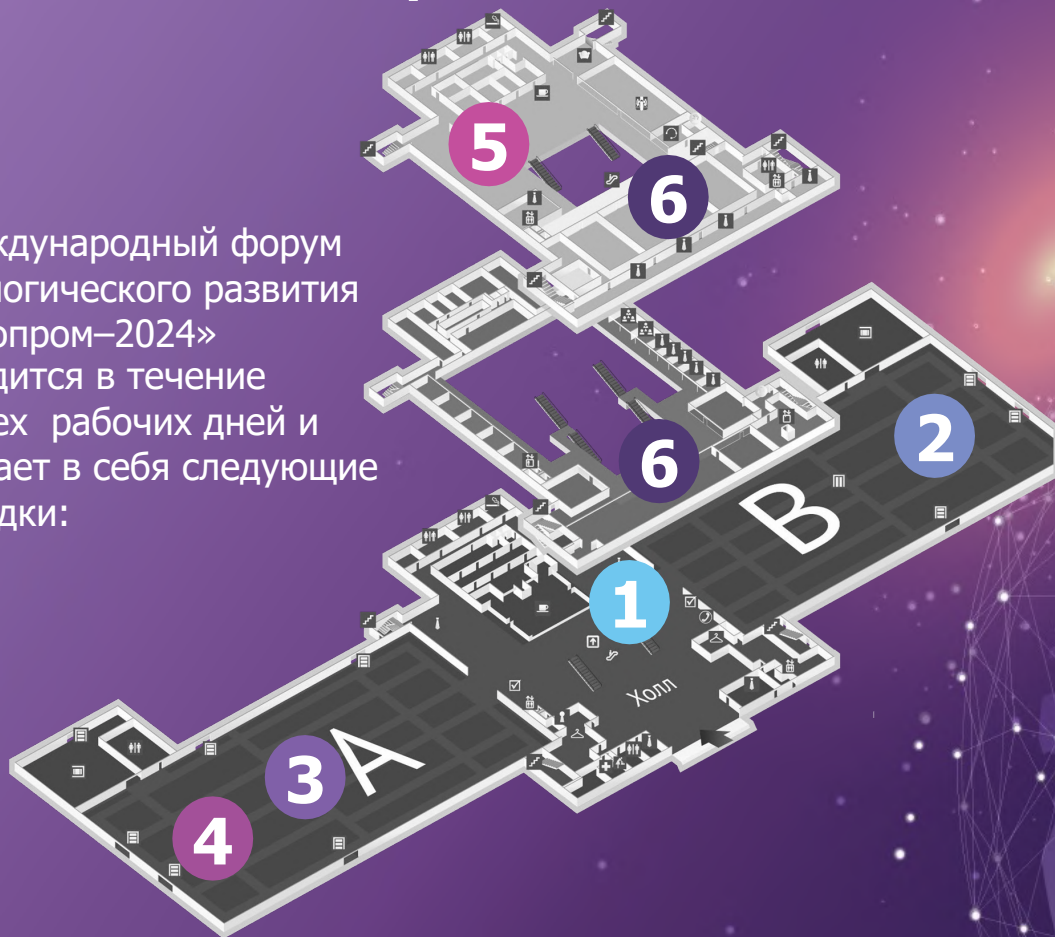 ждународный форум
логического развития
опром–2024»
дится в течение
ех рабочих дней и
ает в себя следующие
дки:
5
6
2
6
B
1
Холл
A
3
4